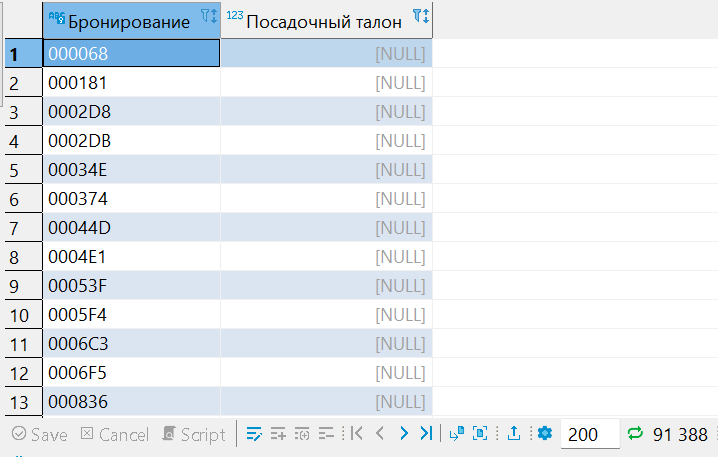 ABC Бронирование 123 Посадочный талон
1 000068 [NULL]
2 000181 [NULL]
3 0002D8 [NULL]
4 0002DB [NULL]
5 00034E [NULL]
6 000374 [NULL]
7 00044D [NULL]
8 0004E1 [NULL]
9 00053F [NULL]
10 0005F4 [NULL]
11 0006C3 [NULL]
12 0006F5 [NULL]
13 000836 [NULL]
Save Cancel Script 200 91 388